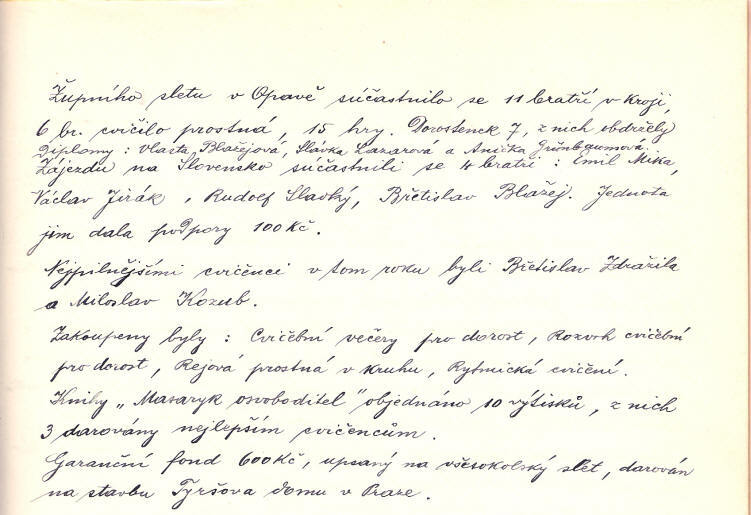 Župního sletu v Opavě súčastnilo se 11 bratří v kroji,
6 br. cvičilo prostná, 15 hry. Dorostenek 7, z nich obdržely
Diplomy: Vlasta Blažejová, Slávka Lazarová a Anička Grünbaumová.
Zájezdu na Slovensko súčastnili se 4 bratři: Emil Mika,
Václav Jirák, Rudolf Slavký, Břetislav Blažej. Jednota
jim dala podpory 100 Kč.
Nejpilnějšími cvičenci v tom roku byli Břetislav Zdražila
a Miloslav Kozub.
Zakoupeny byly: Cvičební večery pro dorost, Rozvrh cvičební
pro dorost, Rejová prostná v kruhu, Rytmická cvičení.
Knihy „Masaryk osvoboditel" objednáno 10 výtisků, z nich
3 darovány nejlepším cvičencům.
Garanční fond 600 Kč, upsaný na všesokolský slet, darován
na stavbu Tyršova domu v Praze.